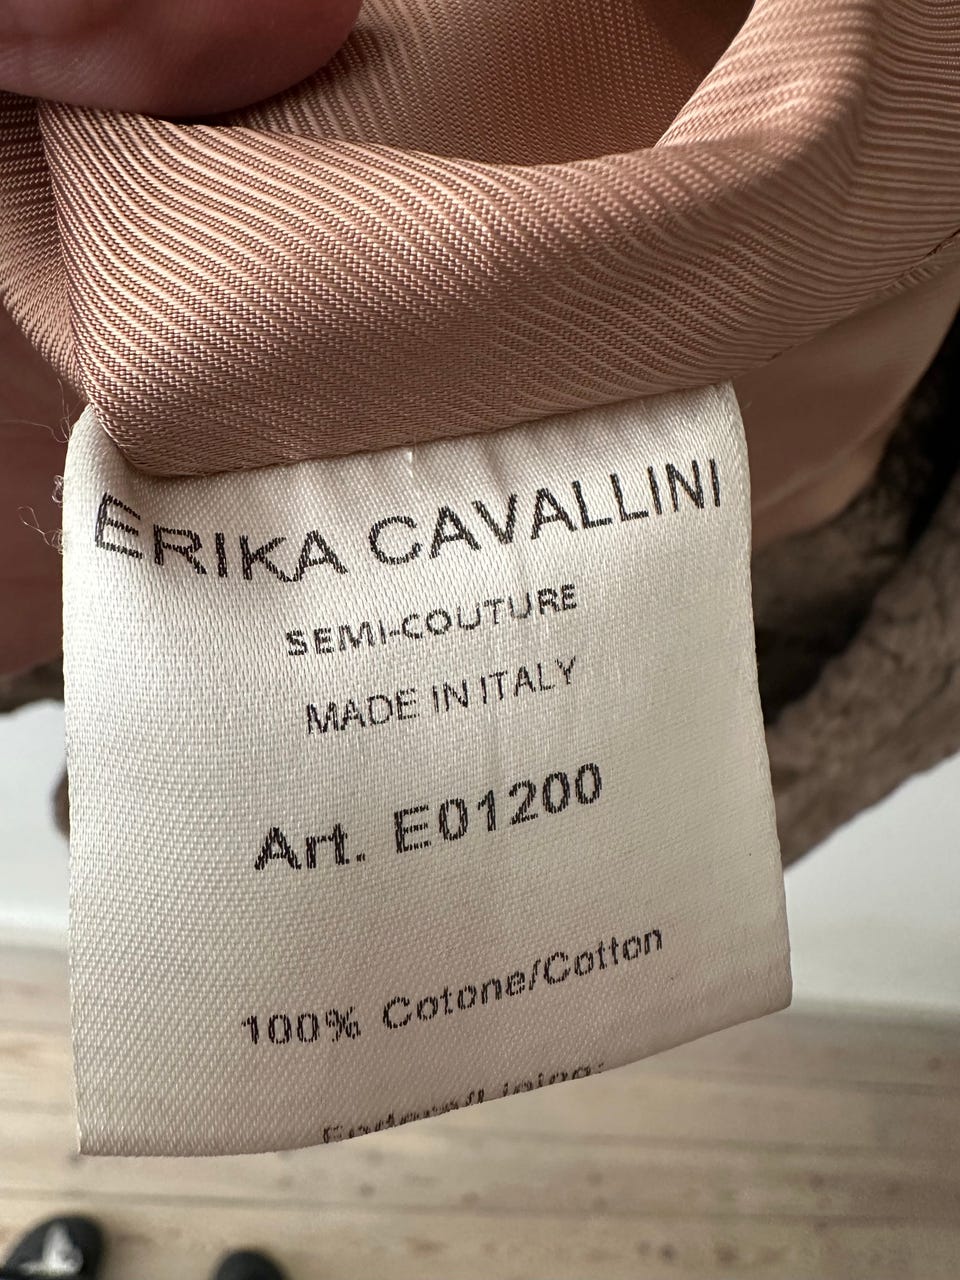 ERIKA CAVALLINI
SEMI-COUTURE
MADE IN ITALY
Art. E01200
100% Cotone/Cotton